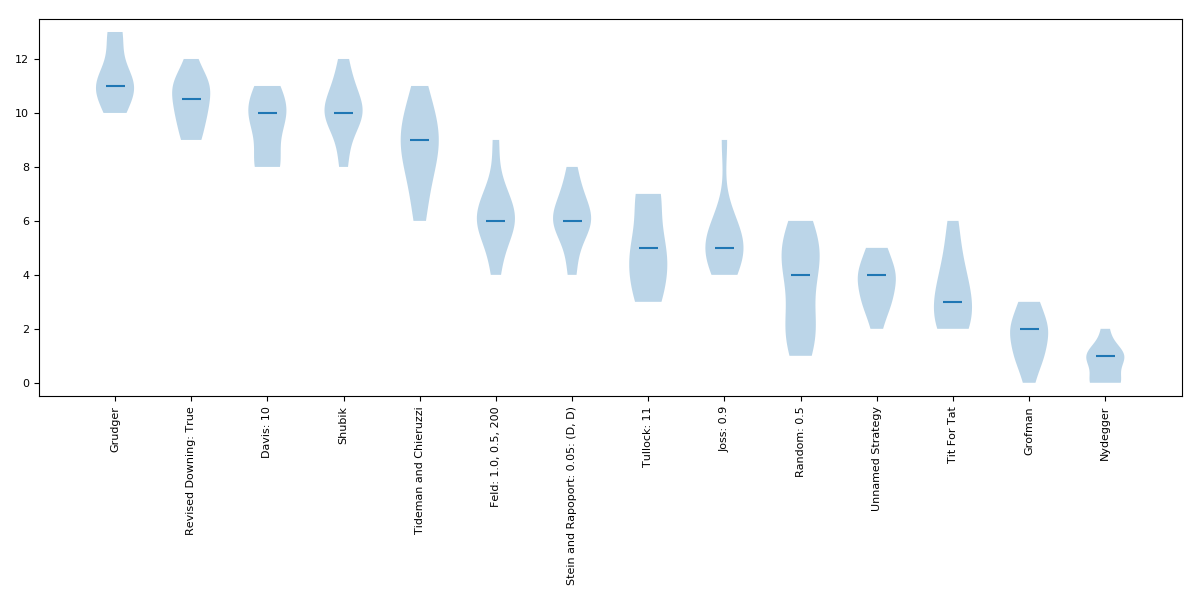 12
10
8
6
4
2
0
Grudger
Revised Downing: True
Davis: 10
Shubik
Tideman and Chieruzzi
Feld: 1.0, 0.5, 200
Stein and Rapoport: 0.05: (D, D)
Tullock: 11
Joss: 0.9
Random: 0.5
Unnamed Strategy
Tit For Tat
Grofman
Nydegger